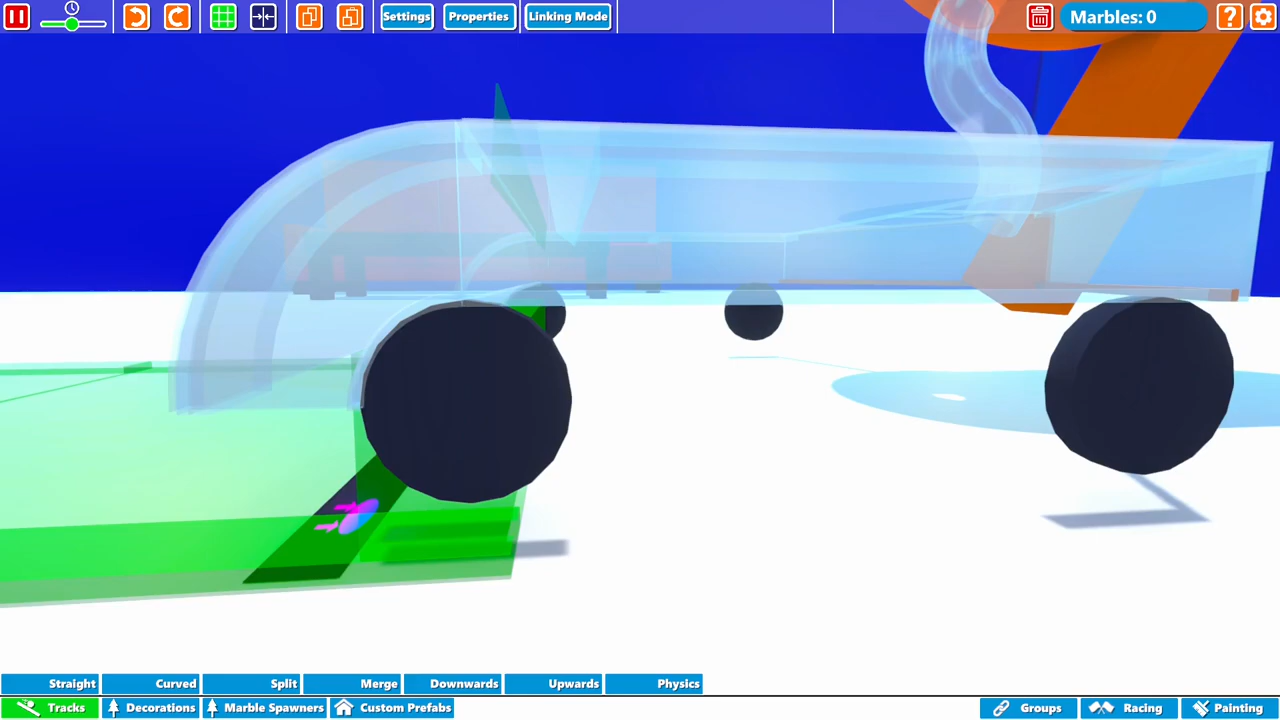 Settings
Properties
Linking Mode
Marbles: 0
?
Straight
Curved
Split
Merge
Downwards
Upwards
Physics
Tracks
Decorations
Marble Spawners
Custom Prefabs
Groups
Racing
Painting